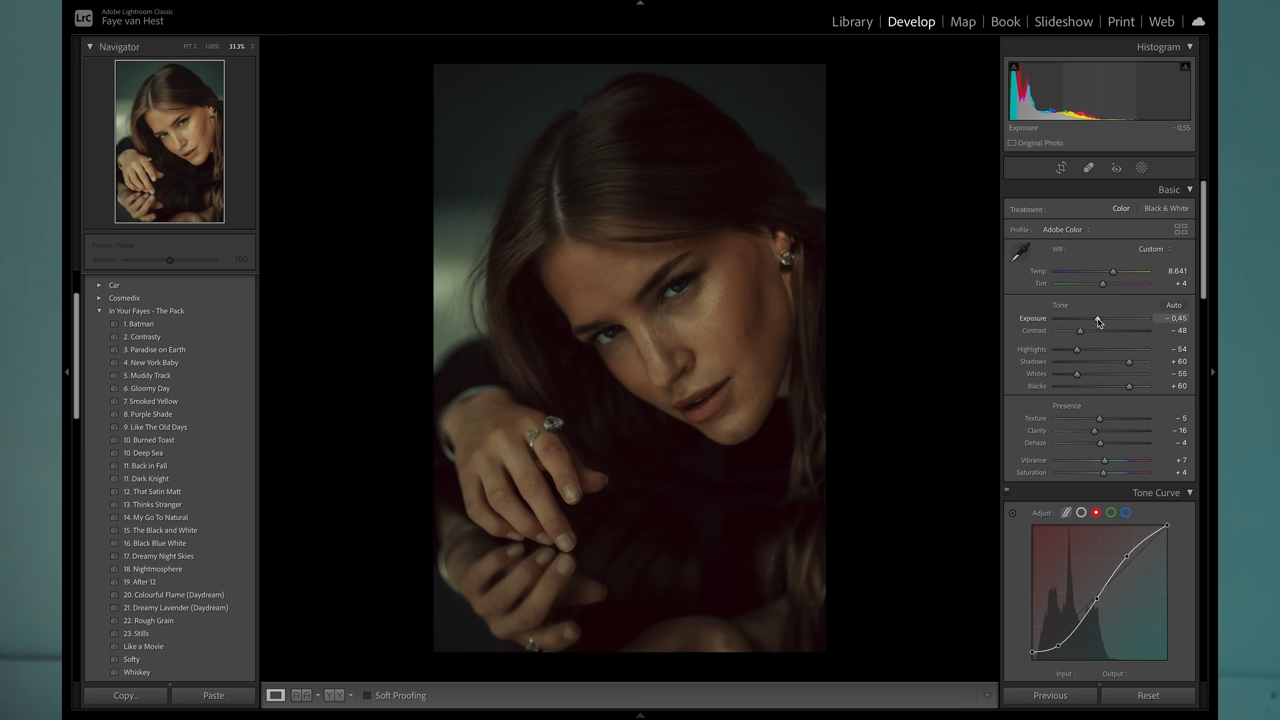 LrC
Adobe Lightroom Classic
Faye van Hest
Library | Develop | Map | Book | Slideshow | Print | Web
Navigator
FIT
100%
33.3%
Preset: None
Amount
100
Car
Cosmedix
In Your Fayes - The Pack
1. Batman
2. Contrasty
3. Paradise on Earth
4. New York Baby
5. Muddy Track
6. Gloomy Day
7. Smoked Yellow
8. Purple Shade
9. Like The Old Days
10. Burned Toast
10. Deep Sea
11. Back in Fall
11. Dark Knight
12. That Satin Matt
13. Thinks Stranger
14. My Go To Natural
15. The Black and White
16. Black Blue White
17. Dreamy Night Skies
18. Nightmosphere
19. After 12
20. Colourful Flame (Daydream)
21. Dreamy Lavender (Daydream)
22. Rough Grain
23. Stills
Like a Movie
Softy
Whiskey
Copy...
Paste
Soft Proofing
Histogram
Exposure - 0,55
Original Photo
Basic
Treatment : Color Black & White
Profile : Adobe Color
WB : Custom
Temp 8.641
Tint + 4
Tone Auto
Exposure - 0,45
Contrast - 48
Highlights - 54
Shadows + 60
Whites - 55
Blacks + 60
Presence
Texture - 5
Clarity - 16
Dehaze - 4
Vibrance + 7
Saturation + 4
Tone Curve
Adjust :
Input : Output :
Previous
Reset